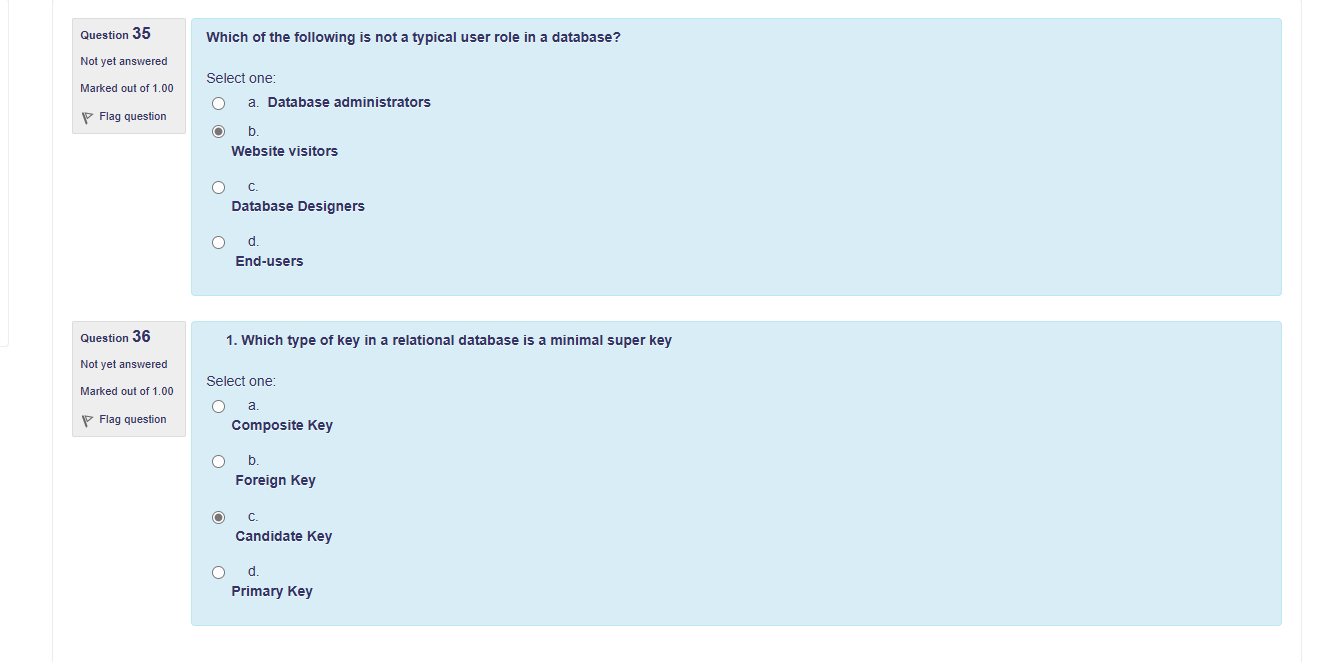 Question 35
Not yet answered
Marked out of 1.00
Flag question
Which of the following is not a typical user role in a database?
Select one:
a. Database administrators
b.
Website visitors
c.
Database Designers
d.
End-users
Question 36
Not yet answered
Marked out of 1.00
Flag question
1. Which type of key in a relational database is a minimal super key
Select one:
a.
Composite Key
b.
Foreign Key
c.
Candidate Key
d.
Primary Key